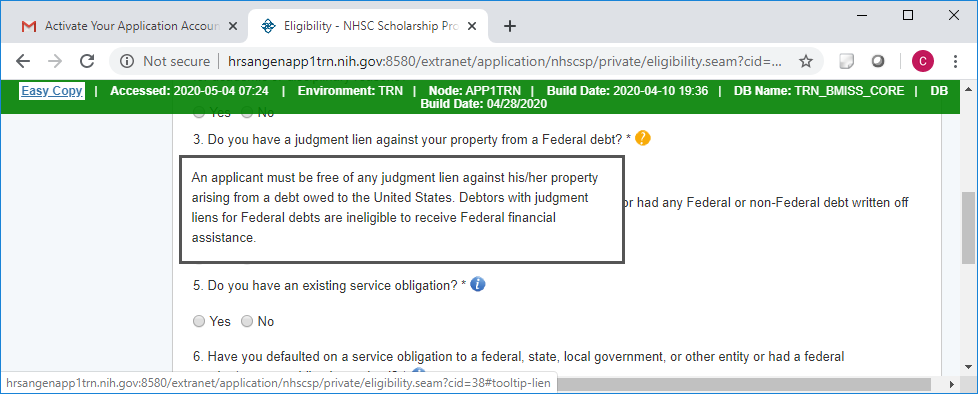 Activate Your Application Accoun
Eligibility - NHSC Scholarship Pro
Not secure | hrsangenapp1trn.nih.gov:8580/extranet/application/nhscsp/private/eligibility.seam?cid=...
C
Easy Copy | Accessed: 2020-05-04 07:24 | Environment: TRN | Node: APP1TRN | Build Date: 2020-04-10 19:36 | DB Name: TRN_BMISS_CORE | DB
Build Date: 04/28/2020
Yes No
3. Do you have a judgment lien against your property from a Federal debt? * ?
An applicant must be free of any judgment lien against his/her property
arising from a debt owed to the United States. Debtors with judgment
liens for Federal debts are ineligible to receive Federal financial
assistance.
or had any Federal or non-Federal debt written off
5. Do you have an existing service obligation? * i
Yes No
6. Have you defaulted on a service obligation to a federal, state, local government, or other entity or had a federal
hrsangenapp1trn.nih.gov:8580/extranet/application/nhscsp/private/eligibility.seam?cid=38#tooltip-lien